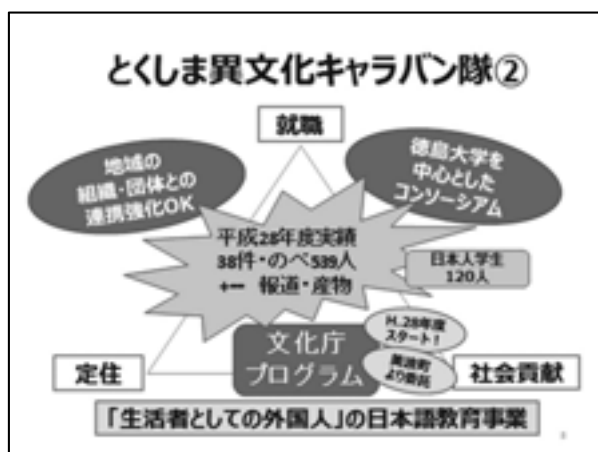 とくしま異文化キャラバン隊②
就職
地域の
組織・団体との
連携強化OK
徳島大学を
中心とした
コンソーシアム
平成28年度実績
38件・のべ539人
+ー 報道・産物
日本人学生
120人
H.28年度
スタート！
文化庁
プログラム
美波町
より委託
定住
社会貢献
「生活者としての外国人」の日本語教育事業